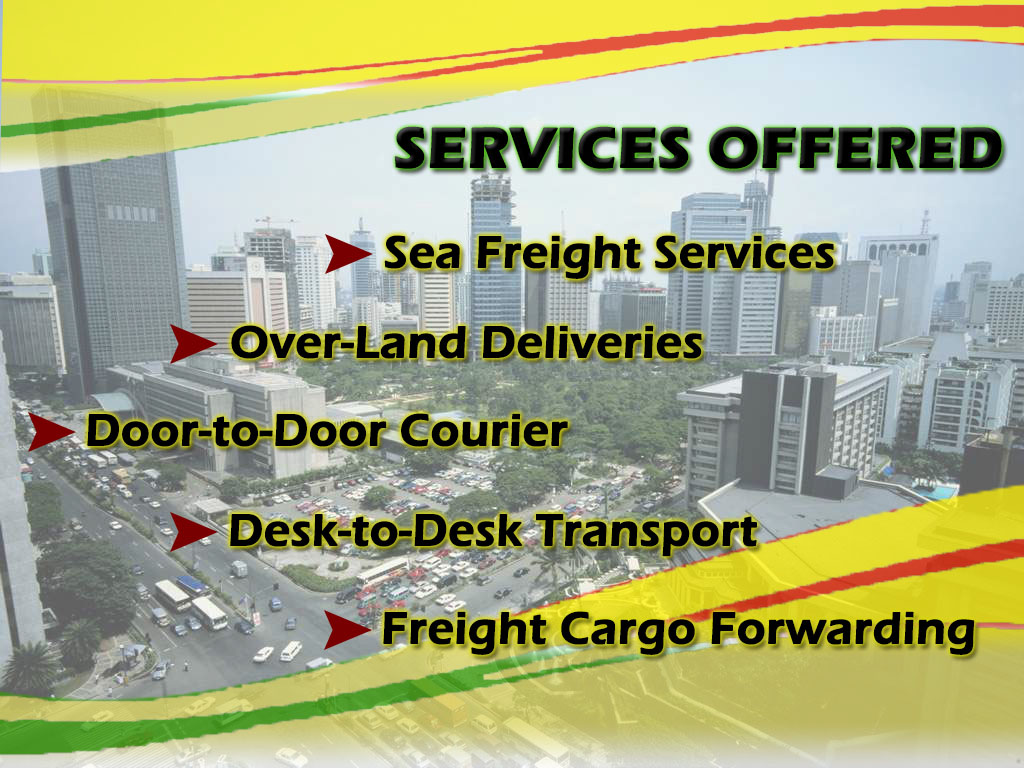 SERVICES OFFERED
Sea Freight Services
Over-Land Deliveries
Door-to-Door Courier
Desk-to-Desk Transport
Freight Cargo Forwarding